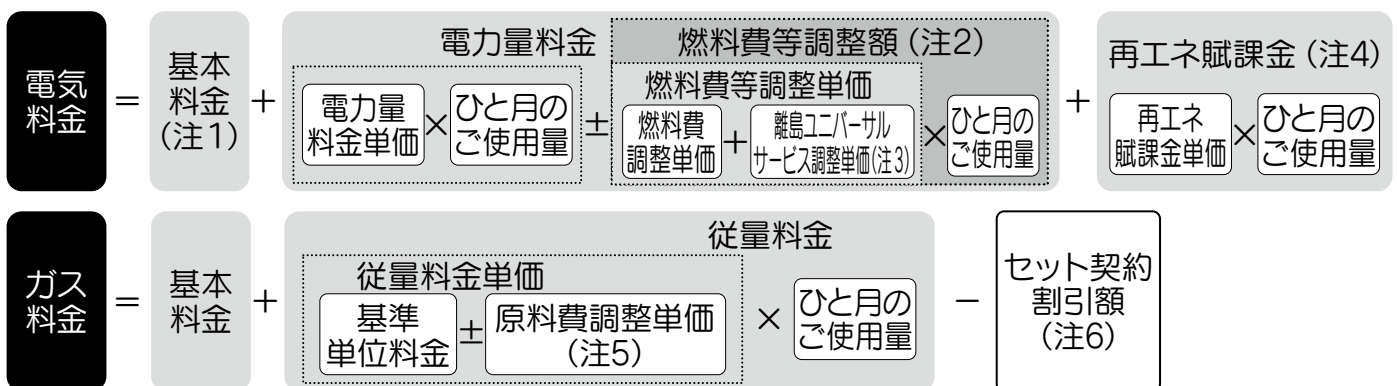 電気
料金
=
基本
料金
(注1)
+
電力量料金
電力量
料金単価
×
ひと月の
ご使用量
±
燃料費等調整額(注2)
燃料費等調整単価
燃料費
調整単価
+
離島ユニバーサル
サービス調整単価(注3)
×
ひと月の
ご使用量
+
再エネ賦課金(注4)
再エネ
賦課金単価
×
ひと月の
ご使用量
ガス
料金
=
基本
料金
+
従量料金
従量料金単価
基準
単位料金
±
原料費調整単価
(注5)
×
ひと月の
ご使用量
−
セット契約
割引額
(注6)